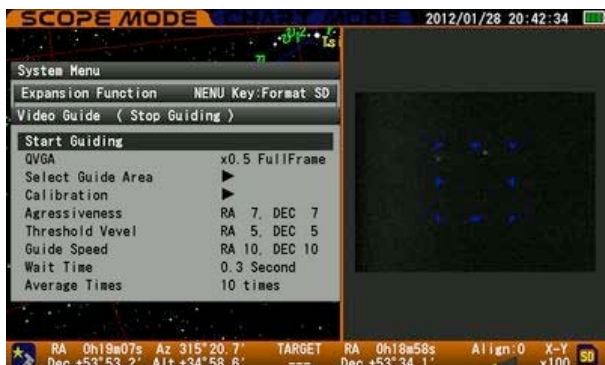 SCOPE MODE CHART MODE 2012/01/28 20:42:34
Tsi
System Menu
Expansion Function NENU Key:Format SD
Video Guide ( Stop Guiding )
Start Guiding
QVGA x0.5 FullFrame
Select Guide Area ▶
Calibration ▶
Agressiveness RA 7, DEC 7
Threshold Vevel RA 5, DEC 5
Guide Speed RA 10, DEC 10
Wait Time 0.3 Second
Average Times 10 times
RA 0h19m07s Az 315°20.7' TARGET RA 0h18m58s Align:0 X-Y SD
Dec +53°53.2' Alt +34°58.6' --- Dec +53°34.1' x100